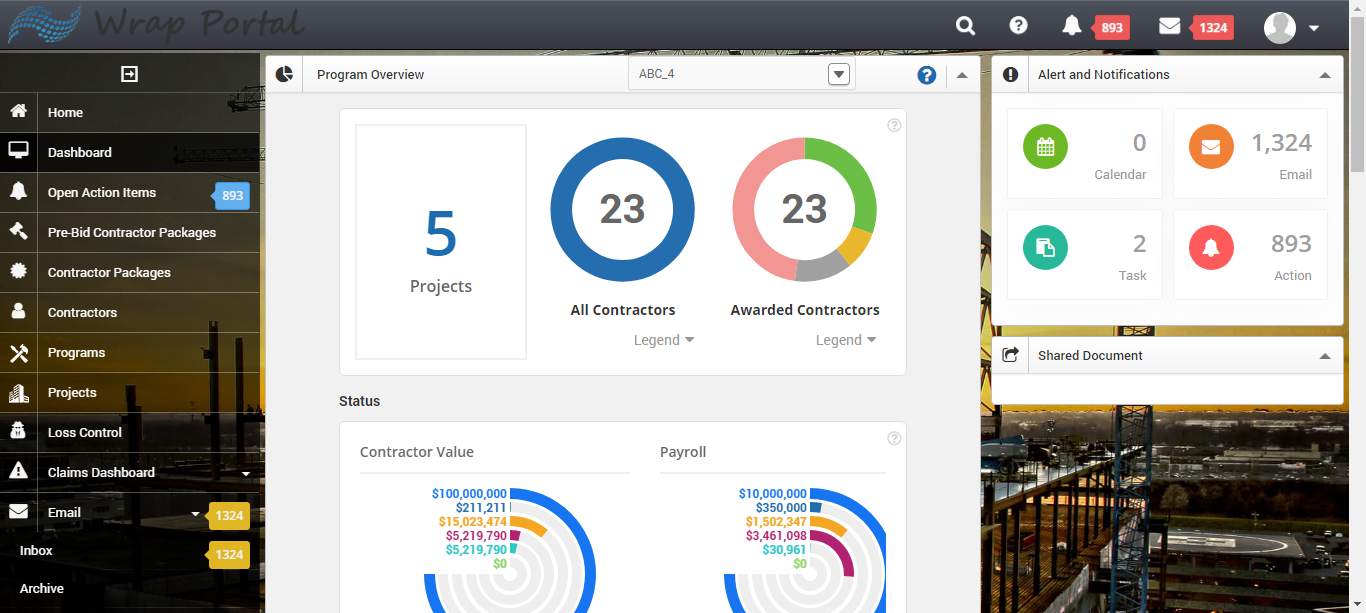 Wrap Portal
893
1324
Home
Dashboard
Open Action Items
893
Pre-Bid Contractor Packages
Contractor Packages
Contractors
Programs
Projects
Loss Control
Claims Dashboard
Email
1324
Inbox
1324
Archive
Program Overview
ABC_4
5
Projects
23
All Contractors
Legend
23
Awarded Contractors
Legend
Status
Contractor Value
$100,000,000
$211,211
$15,023,474
$5,219,790
$5,219,790
$0
Payroll
$10,000,000
$350,000
$1,502,347
$3,461,098
$30,961
$0
Alert and Notifications
0
Calendar
1,324
Email
2
Task
893
Action
Shared Document